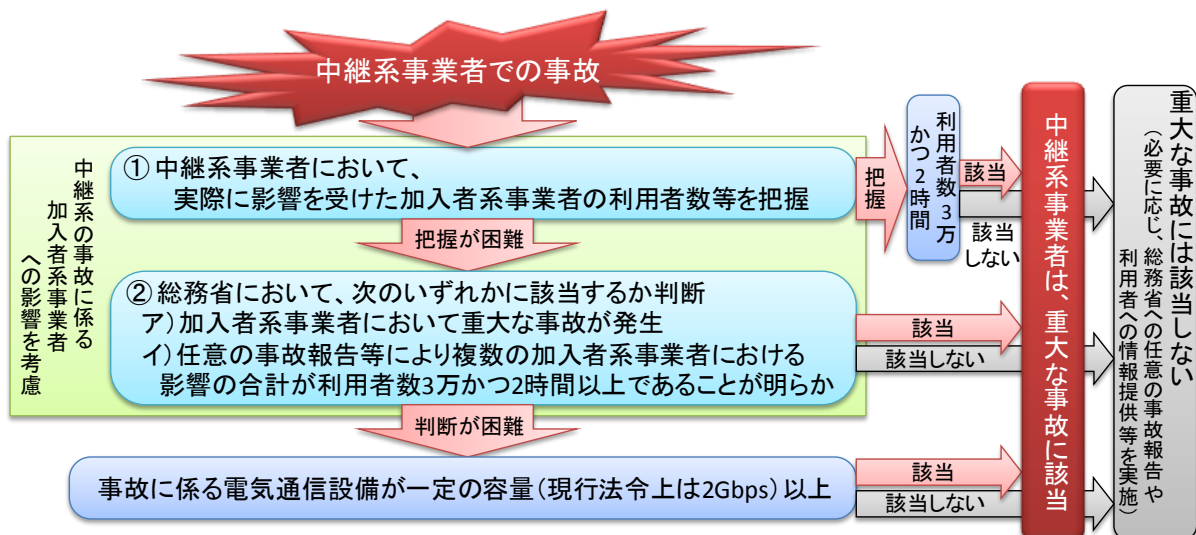 中継系事業者での事故
中継系の事故に係る
加入者系事業者
への影響を考慮
①中継系事業者において、
実際に影響を受けた加入者系事業者の利用者数等を把握
把握
利用者数3万
かつ2時間
該当
該当
しない
把握が困難
②総務省において、次のいずれかに該当するか判断
ア)加入者系事業者において重大な事故が発生
イ)任意の事故報告等により複数の加入者系事業者における
影響の合計が利用者数3万かつ2時間以上であることが明らか
該当
該当しない
判断が困難
事故に係る電気通信設備が一定の容量(現行法令上は2Gbps)以上
該当
該当しない
中継系事業者は、重大な事故に該当
重大な事故には該当しない
(必要に応じ、総務省への任意の事故報告や
利用者への情報提供等を実施)